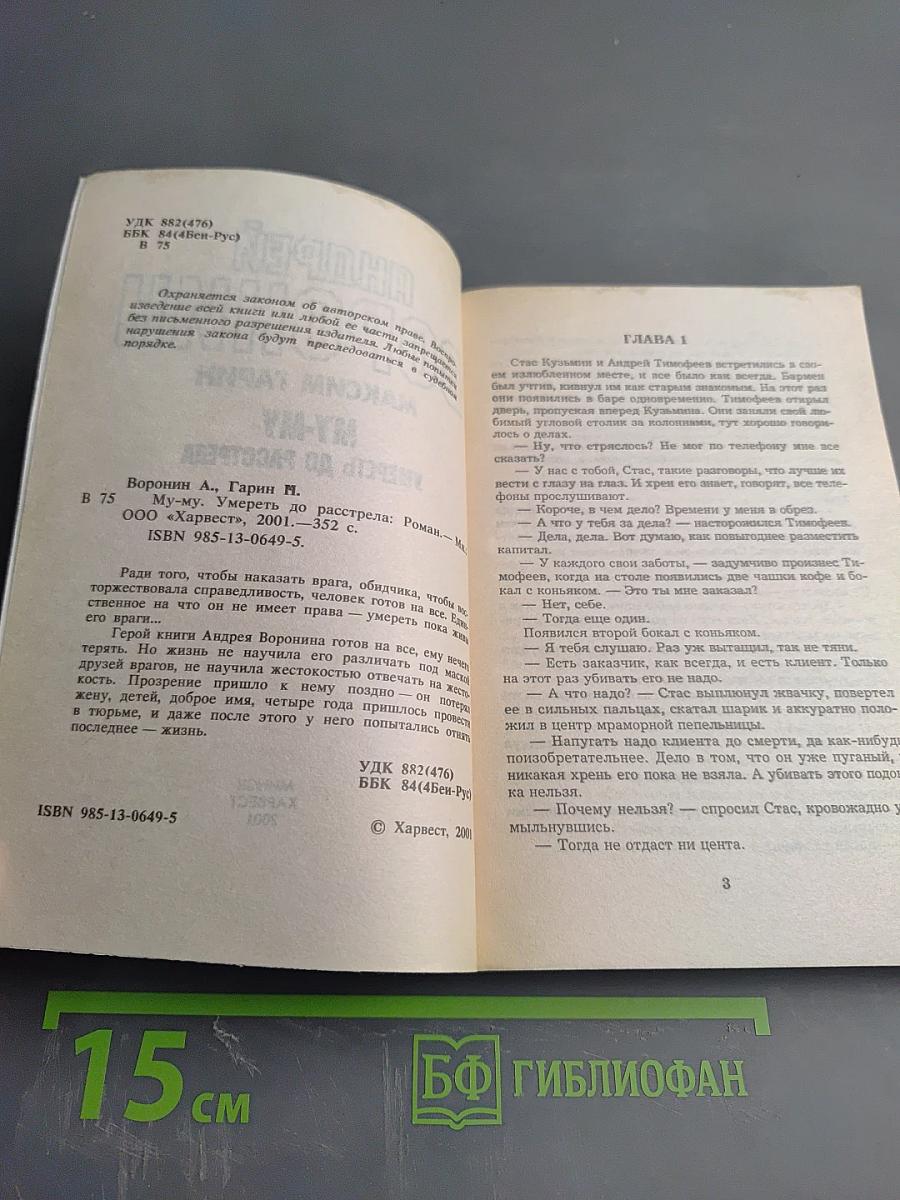 УДК 882(476)
ББК 84(4Беи-Рус)
В 75
Охраняется законом об авторском праве. Воспро-
изведение всей книги или любой ее части запрещается
без письменного разрешения издателя. Любые попытки
нарушения закона будут преследоваться в судебном
порядке.
Воронин А., Гарин М.
В 75 Му-му. Умереть до расстрела: Роман.— Мн.:
ООО «Харвест», 2001.—352 с.
ISBN 985-13-0649-5.
Ради того, чтобы наказать врага, обидчика, чтобы вос-
торжествовала справедливость, человек готов на все. Един-
ственное на что он не имеет права — умереть пока живы
его враги...
Герой книги Андрея Воронина готов на все, ему нечего
терять. Но жизнь не научила его различать под маской
друзей врагов, не научила жестокостью отвечать на жесто-
кость. Прозрение пришло к нему поздно — он потерял
жену, детей, доброе имя, четыре года пришлось провести
в тюрьме, и даже после этого у него попытались отнять
последнее — жизнь.
УДК 882(476)
ББК 84(4Беи-Рус)
ISBN 985-13-0649-5
© Харвест, 2001
ГЛАВА 1
Стас Кузьмин и Андрей Тимофеев встретились в сво-
ем излюбленном месте, и все было как всегда. Бармен
был учтив, кивнул им как старым знакомым. На этот раз
они появились в баре одновременно. Тимофеев открыл
дверь, пропуская вперед Кузьмина. Они заняли свой лю-
бимый угловой столик за колоннами, тут хорошо говори-
лось о делах.
— Ну, что стряслось? Не мог по телефону мне все
сказать?
— У нас с тобой, Стас, такие разговоры, что лучше их
вести с глазу на глаз. И хрен его знает, говорят, все теле-
фоны прослушивают.
— Короче, в чем дело? Времени у меня в обрез.
— А что у тебя за дела? — насторожился Тимофеев.
— Дела, дела. Вот думаю, как повыгоднее разместить
капитал.
— У каждого свои заботы, — задумчиво произнес Ти-
мофеев, когда на столе появились две чашки кофе и бо-
кал с коньяком. — Это ты мне заказал?
— Нет, себе.
— Тогда еще один.
Появился второй бокал с коньяком.
— Я тебя слушаю. Раз уж вытащил, так не тяни.
— Есть заказчик, как всегда, и есть клиент. Только
на этот раз убивать его не надо.
— А что надо? — Стас выплюнул жвачку, повертел
ее в сильных пальцах, скатал шарик и аккуратно поло-
жил в центр мраморной пепельницы.
— Напугать надо клиента до смерти, да как-нибудь
поизобретательнее. Дело в том, что он уже пуганый,
никакая хрень его пока не взяла. А убивать этого подон-
ка нельзя.
— Почему нельзя? — спросил Стас, кровожадно у
мыльнувшись.
— Тогда не отдаст ни цента.
3
15 см
БФ ГИБЛИОФАН